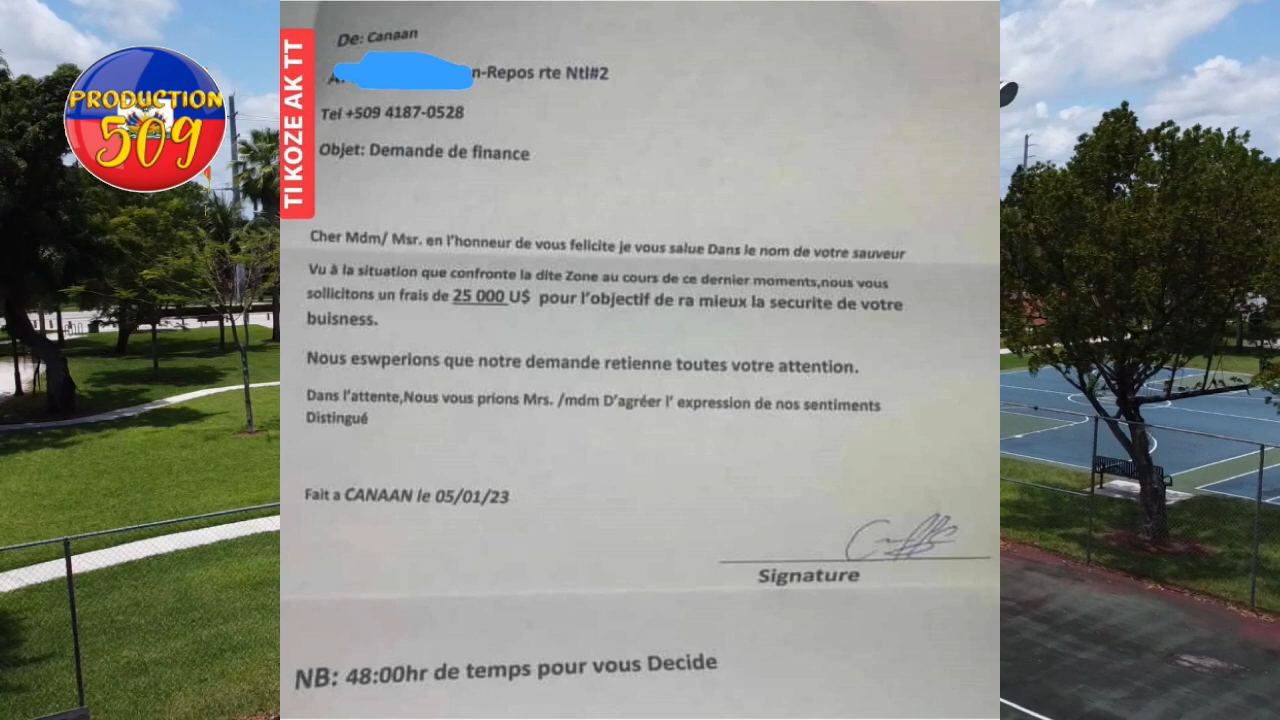 PRODUCTION
509
TI KOZE AK TT
De: Canaan
A: n-Repos rte Ntl#2
Tel +509 4187-0528
Objet: Demande de finance
Cher Mdm/ Msr. en l'honneur de vous felicite je vous salue Dans le nom de votre sauveur
Vu à la situation que confronte la dite Zone au cours de ce dernier moments,nous vous
sollicitons un frais de 25 000 U$ pour l'objectif de ra mieux la securite de votre
buisness.
Nous eswperions que notre demande retienne toutes votre attention.
Dans l'attente,Nous vous prions Mrs. /mdm D'agréer l' expression de nos sentiments
Distingué
Fait a CANAAN le 05/01/23
Signature
NB: 48:00hr de temps pour vous Decide